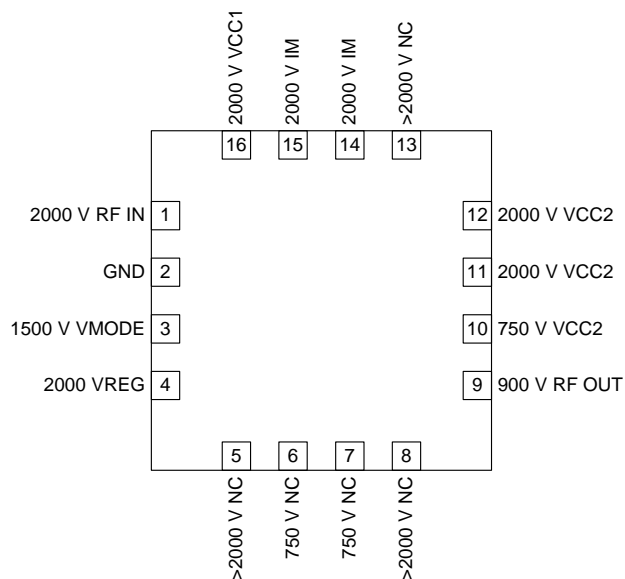 2000 V VCC1
2000 V IM
2000 V IM
>2000 V NC
16
15
14
13
2000 V RF IN
1
12
2000 V VCC2
GND
2
11
2000 V VCC2
1500 V VMODE
3
10
750 V VCC2
2000 VREG
4
9
900 V RF OUT
5
6
7
8
>2000 V NC
750 V NC
750 V NC
>2000 V NC